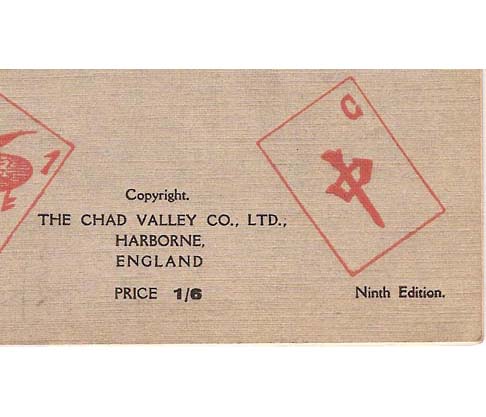 C
中
1
E
Copyright.
THE CHAD VALLEY CO., LTD.,
HARBORNE,
ENGLAND
PRICE 1/6
Ninth Edition.